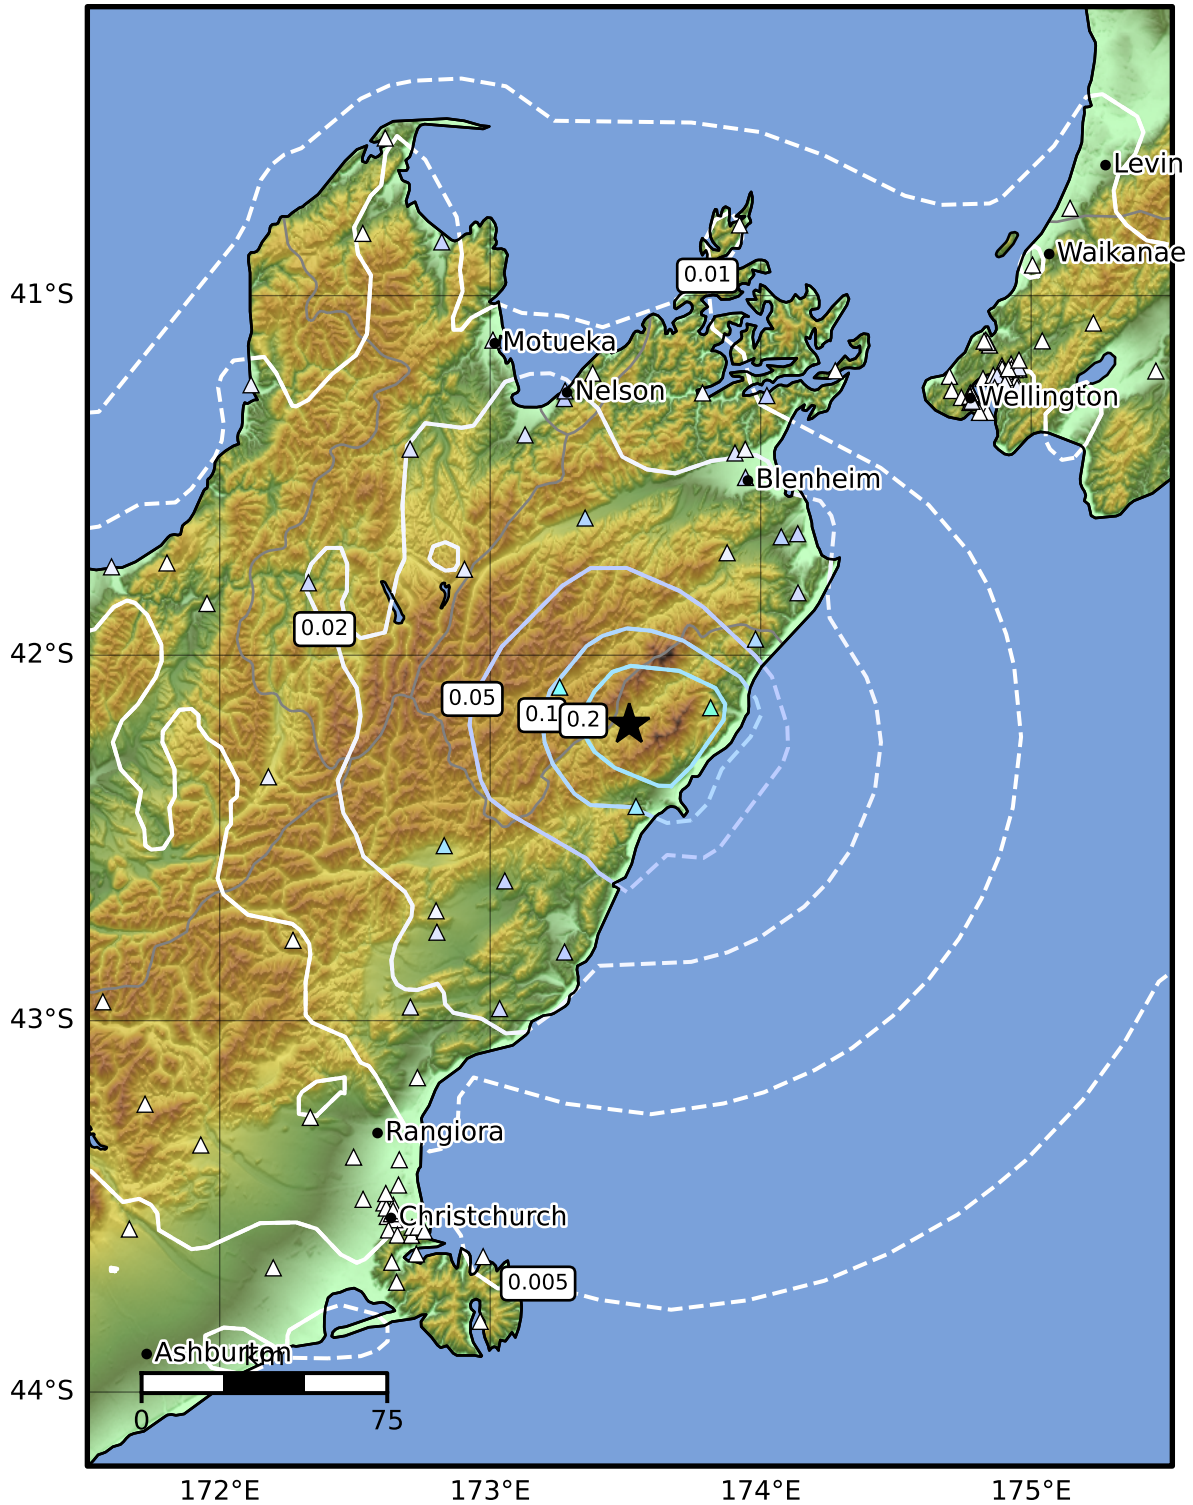 Levin
Waikanae
41°S
0.01
Motueka
Nelson
Wellington
Blenheim
0.02
42°S
0.05
0.1
0.2
43°S
Rangiora
Christchurch
0.005
Ashburton
km
44°S
0
75
172°E
173°E
174°E
175°E